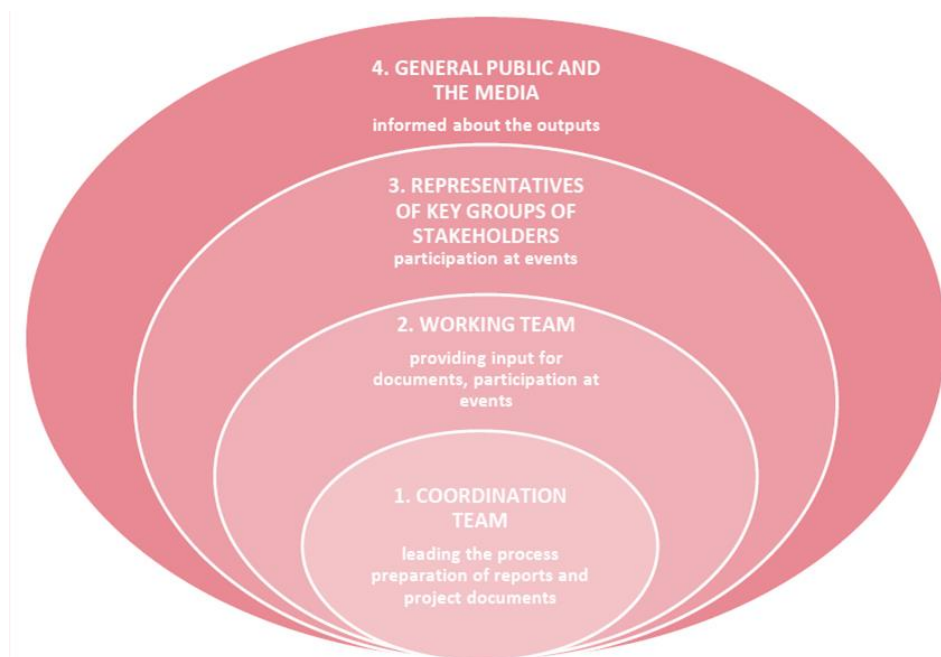 4. GENERAL PUBLIC AND
THE MEDIA
informed about the outputs
3. REPRESENTATIVES
OF KEY GROUPS OF
STAKEHOLDERS
participation at events
2. WORKING TEAM
providing input for
documents, participation at
events
1. COORDINATION
TEAM
leading the process
preparation of reports and
project documents